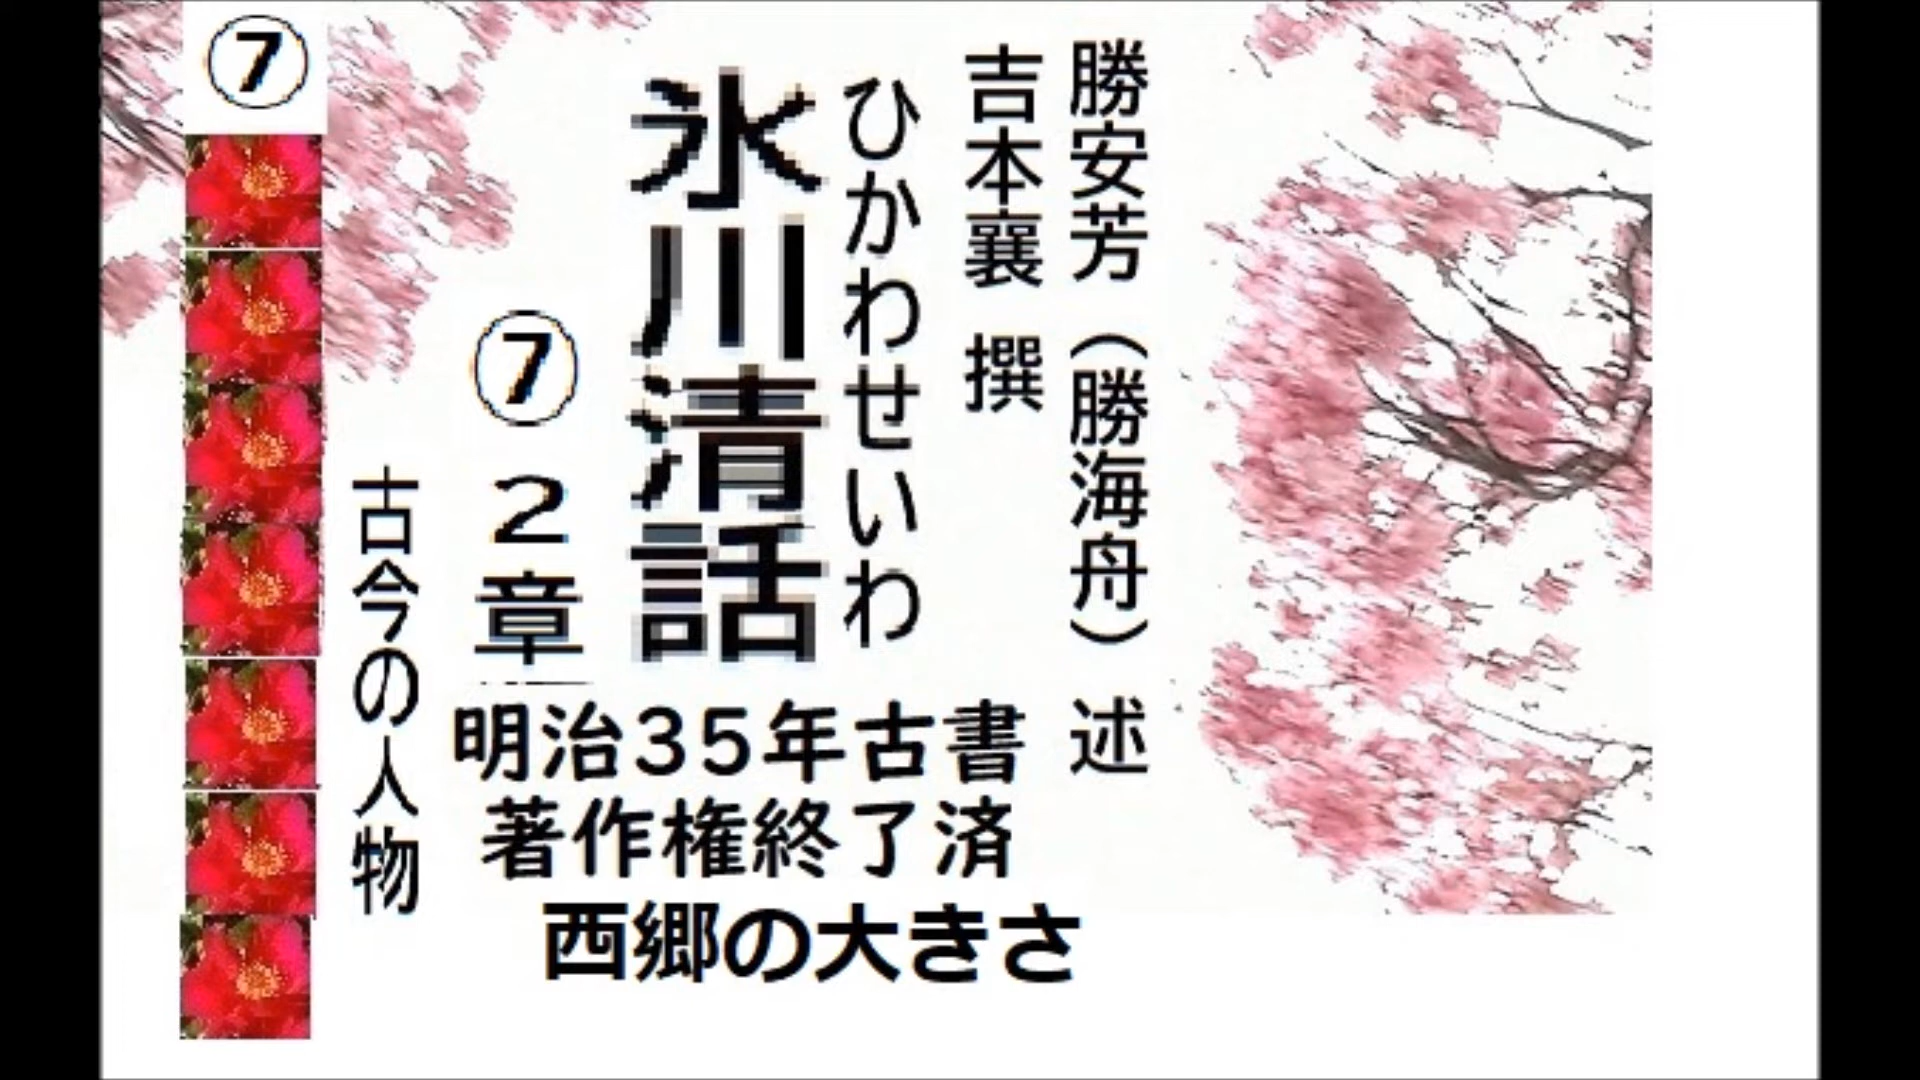 勝安芳（勝海舟）述
吉本襄 撰
ひかわせいわ
氷川清話
⑦ 2章
古今の人物
⑦
明治35年古書
著作権終了済
西郷の大きさ